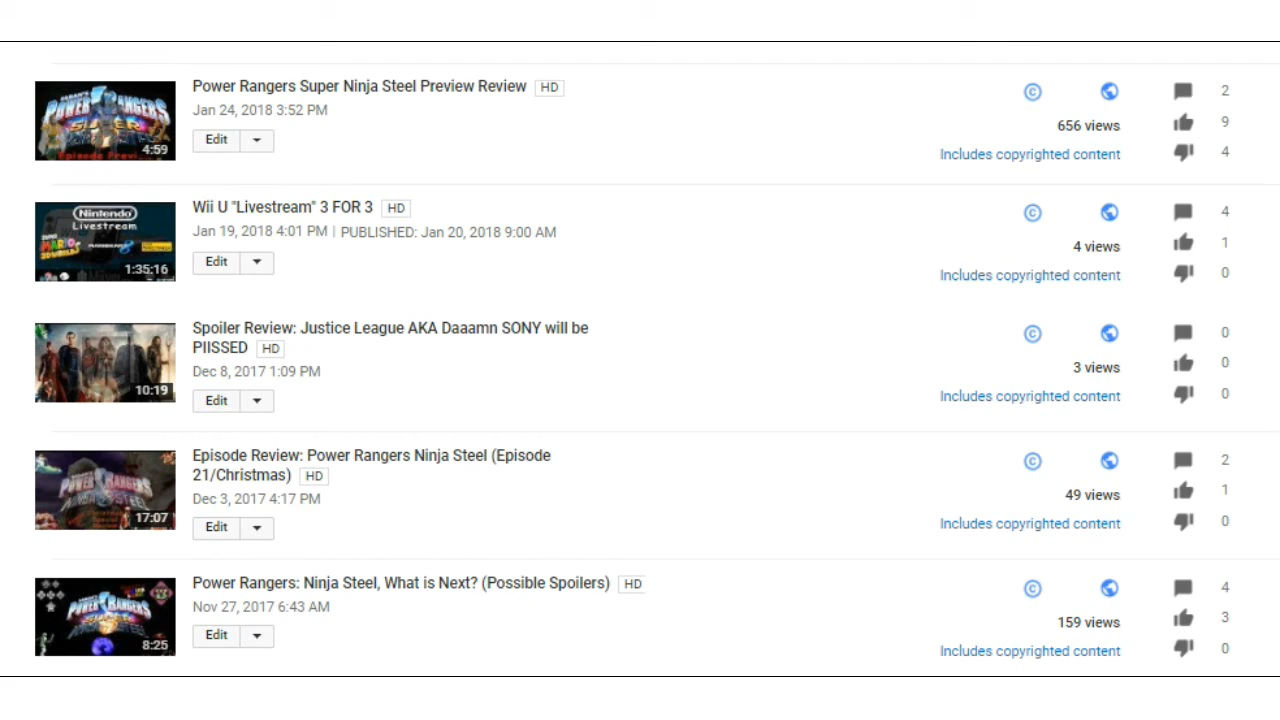 Power Rangers Super Ninja Steel Preview Review HD
Jan 24, 2018 3:52 PM
Edit
4:59
656 views
Includes copyrighted content
2
9
4
Wii U "Livestream" 3 FOR 3 HD
Jan 19, 2018 4:01 PM | PUBLISHED: Jan 20, 2018 9:00 AM
Edit
Nintendo
Livestream
1:35:16
4 views
Includes copyrighted content
4
1
0
Spoiler Review: Justice League AKA Daaamn SONY will be
PIISSED HD
Dec 8, 2017 1:09 PM
Edit
10:19
3 views
Includes copyrighted content
0
0
0
Episode Review: Power Rangers Ninja Steel (Episode
21/Christmas) HD
Dec 3, 2017 4:17 PM
Edit
POWER RANGERS
NINJA STEEL
17:07
49 views
Includes copyrighted content
2
1
0
Power Rangers: Ninja Steel, What is Next? (Possible Spoilers) HD
Nov 27, 2017 6:43 AM
Edit
POWER RANGERS
8:25
159 views
Includes copyrighted content
4
3
0